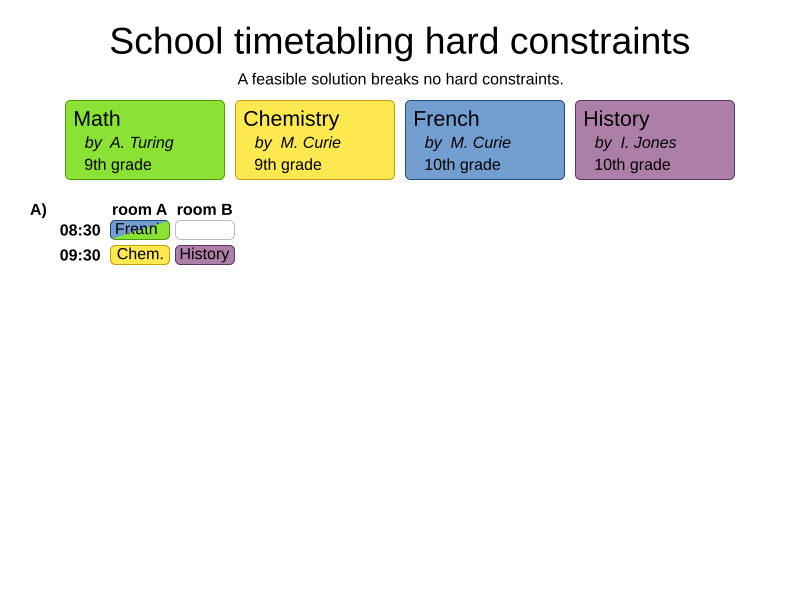 School timetabling hard constraints
A feasible solution breaks no hard constraints.
Math
by A. Turing
9th grade
Chemistry
by M. Curie
9th grade
French
by M. Curie
10th grade
History
by I. Jones
10th grade
A) room A room B
08:30
09:30 Chem. History